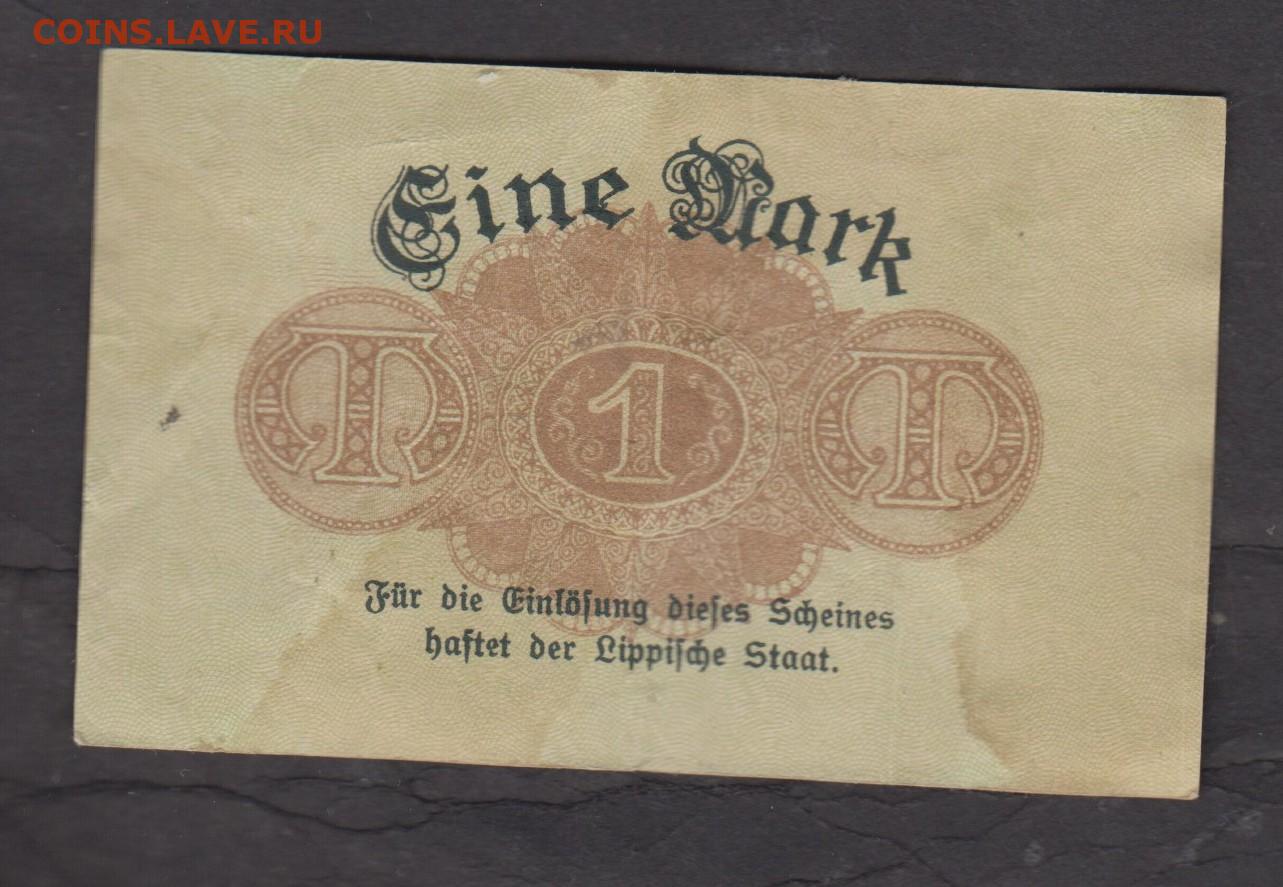 COINS.LAVE.RU
Eine Mark
M 1 M
Für die Einlösung dieses Scheines
haftet der Lippische Staat.